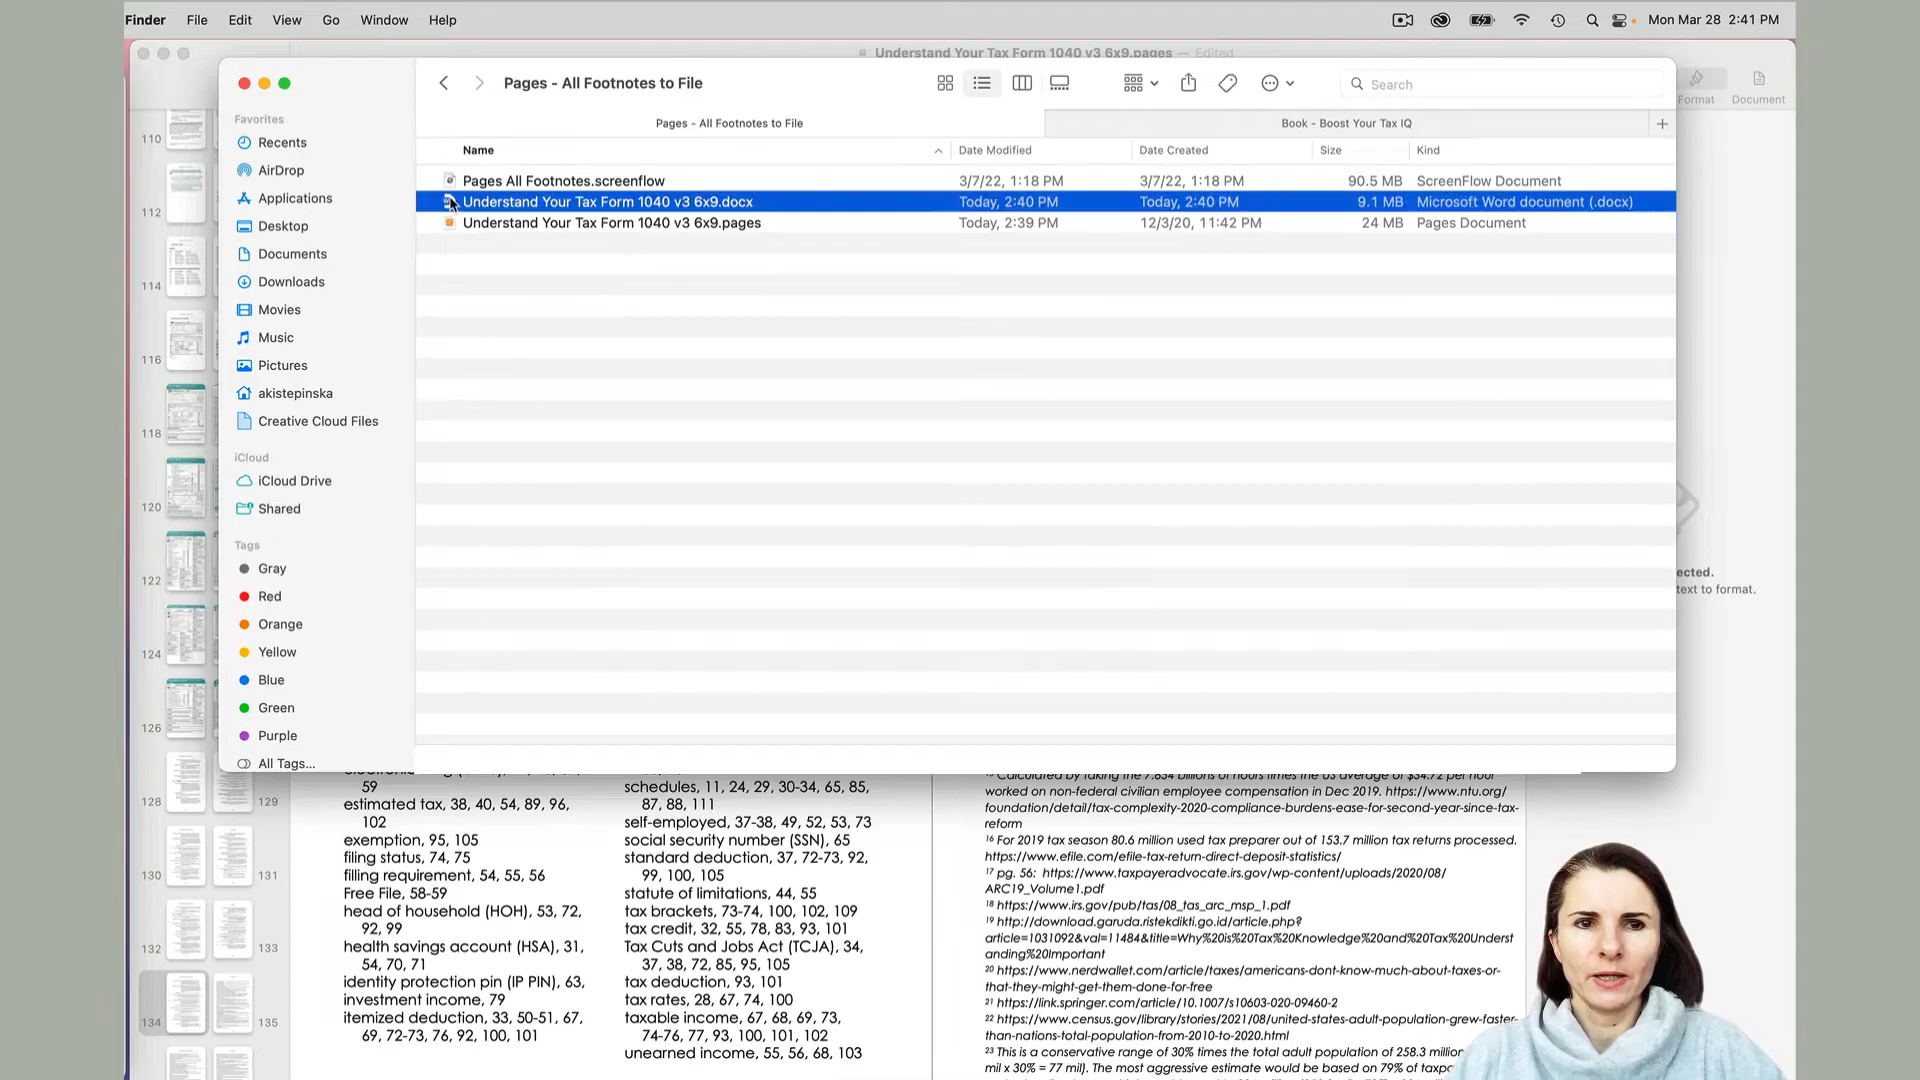 Finder File Edit View Go Window Help Mon Mar 28 2:41 PM
Understand Your Tax Form 1040 v3 6x9.pages — Edited
Pages - All Footnotes to File Search
Format Document
Pages - All Footnotes to File Book - Boost Your Tax IQ +
Name Date Modified Date Created Size Kind
Pages All Footnotes.screenflow 3/7/22, 1:18 PM 3/7/22, 1:18 PM 90.5 MB ScreenFlow Document
Understand Your Tax Form 1040 v3 6x9.docx Today, 2:40 PM Today, 2:40 PM 9.1 MB Microsoft Word document (.docx)
Understand Your Tax Form 1040 v3 6x9.pages Today, 2:39 PM 12/3/20, 11:42 PM 24 MB Pages Document
Favorites
Recents
AirDrop
Applications
Desktop
Documents
Downloads
Movies
Music
Pictures
akistepinska
Creative Cloud Files
iCloud
iCloud Drive
Shared
Tags
Gray
Red
Orange
Yellow
Blue
Green
Purple
All Tags...
110
112
114
116
118
120
122
124
126
128 129
130 131
132 133
134 135
ected.
text to format.
59
estimated tax, 38, 40, 54, 89, 96,
102
exemption, 95, 105
filing status, 74, 75
filling requirement, 54, 55, 56
Free File, 58-59
head of household (HOH), 53, 72,
92, 99
health savings account (HSA), 31,
54, 70, 71
identity protection pin (IP PIN), 63,
investment income, 79
itemized deduction, 33, 50-51, 67,
69, 72-73, 76, 92, 100, 101
schedules, 11, 24, 29, 30-34, 65, 85,
87, 88, 111
self-employed, 37-38, 49, 52, 53, 73
social security number (SSN), 65
standard deduction, 37, 72-73, 92,
99, 100, 105
statute of limitations, 44, 55
tax brackets, 73-74, 100, 102, 109
tax credit, 32, 55, 78, 83, 93, 101
Tax Cuts and Jobs Act (TCJA), 34,
37, 38, 72, 85, 95, 105
tax deduction, 93, 101
tax rates, 28, 67, 74, 100
taxable income, 67, 68, 69, 73,
74-76, 77, 93, 100, 101, 102
unearned income, 55, 56, 68, 103
15 Calculated by taking the 7.854 billions of hours times the US average of $34.72 per hour
worked on non-federal civilian employee compensation in Dec 2019. https://www.ntu.org/
foundation/detail/tax-complexity-2020-compliance-burdens-ease-for-second-year-since-tax-
reform
16 For 2019 tax season 80.6 million used tax preparer out of 153.7 million tax returns processed.
https://www.efile.com/efile-tax-return-direct-deposit-statistics/
17 pg. 56: https://www.taxpayeradvocate.irs.gov/wp-content/uploads/2020/08/
ARC19_Volume1.pdf
18 https://www.irs.gov/pub/tas/08_tas_arc_msp_1.pdf
19 http://download.garuda.ristekdikti.go.id/article.php?
article=1031092&val=11484&title=Why%20is%20Tax%20Knowledge%20and%20Tax%20Underst
anding%20Important
20 https://www.nerdwallet.com/article/taxes/americans-dont-know-much-about-taxes-or-
that-they-might-get-them-done-for-free
21 https://link.springer.com/article/10.1007/s10603-020-09460-2
22 https://www.census.gov/library/stories/2021/08/united-states-adult-population-grew-faster-
than-nations-total-population-from-2010-to-2020.html
23 This is a conservative range of 30% times the total adult population of 258.3 million
mil x 30% = 77 mil). The most aggressive estimate would be based on 79% of taxpa